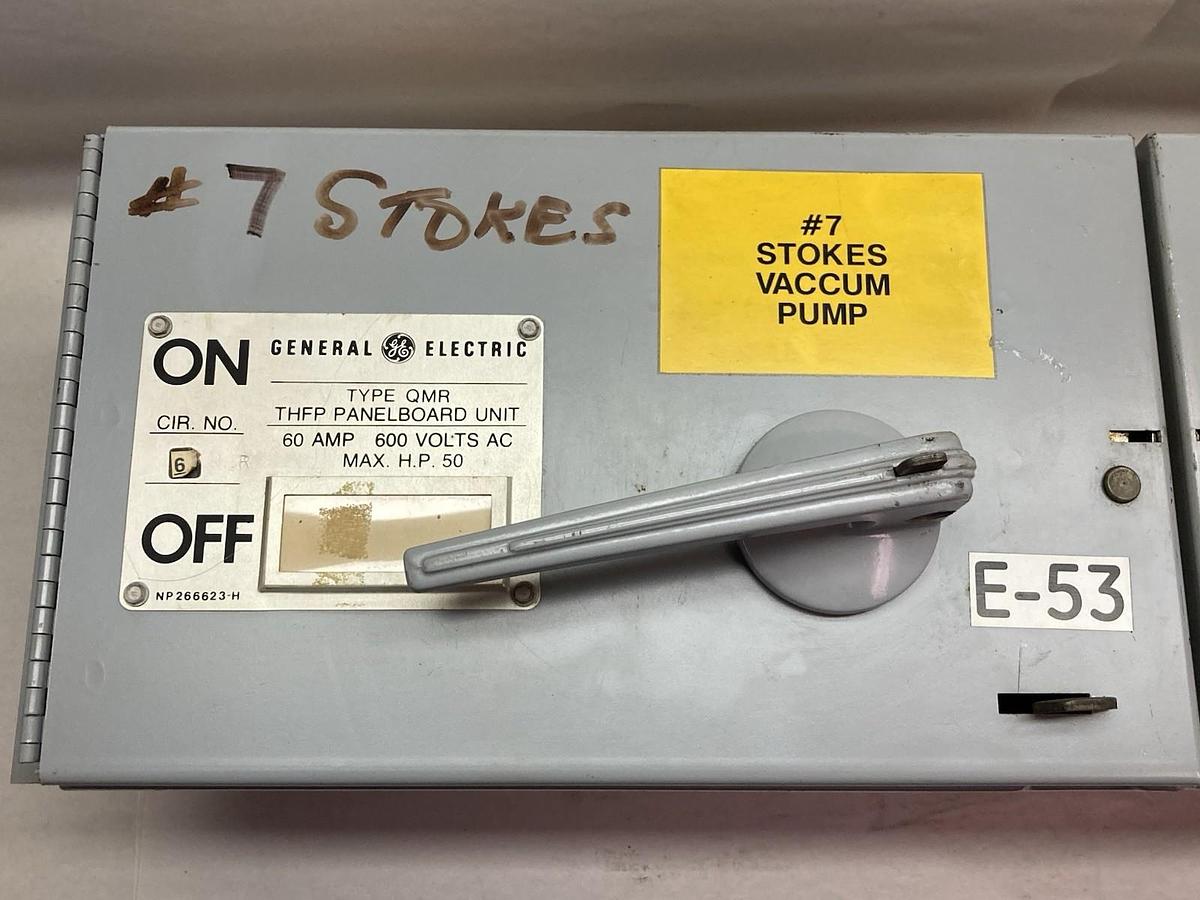 #7 STOKES
#7
STOKES
VACCUM
PUMP
ON
GENERAL GE ELECTRIC
TYPE QMR
THFP PANELBOARD UNIT
CIR. NO.
60 AMP 600 VOLTS AC
MAX. H.P. 50
6 R
OFF
NP266623-H
E-53